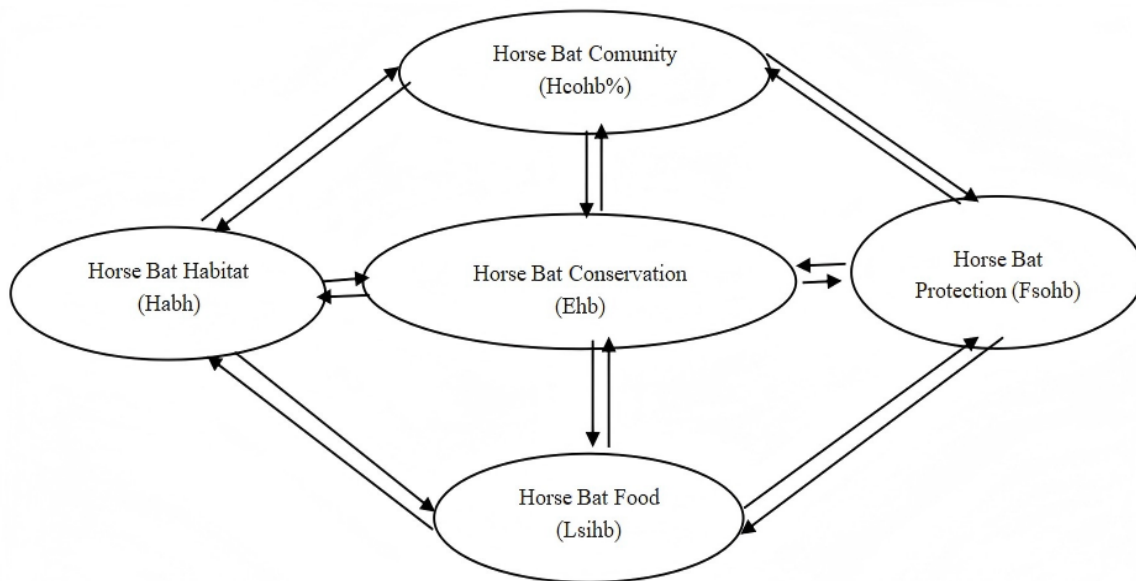 Horse Bat Comunity
(Hcohb%)
Horse Bat Habitat
(Habh)
Horse Bat Conservation
(Ehb)
Horse Bat
Protection (Fsohb)
Horse Bat Food
(Lsihb)